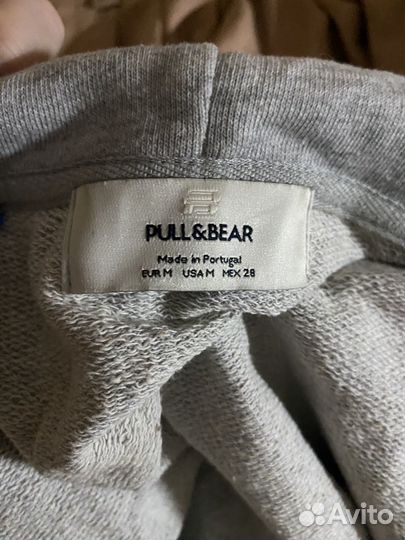 PULL&BEAR
Made in Portugal
EUR M USA M MEX 28
Avito